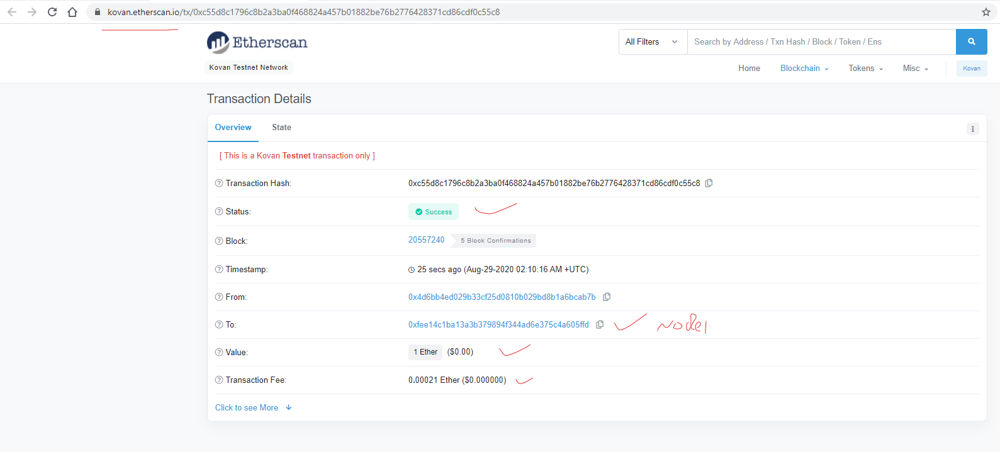 kovan.etherscan.io/tx/0xc55d8c1796c8b2a3ba0f468824a457b01882be76b2776428371cd86cdf0c55c8
Etherscan
All Filters Search by Address / Txn Hash / Block / Token / Ens
Kovan Testnet Network
Home Blockchain Tokens Misc Kovan
Transaction Details
Overview State
[ This is a Kovan Testnet transaction only ]
Transaction Hash: 0xc55d8c1796c8b2a3ba0f468824a457b01882be76b2776428371cd86cdf0c55c8
Status: Success
Block: 20557240 5 Block Confirmations
Timestamp: 25 secs ago (Aug-29-2020 02:10:16 AM +UTC)
From: 0x4d6bb4ed029b33cf25d0810b029bd8b1a6bcab7b
To: 0xfee14c1ba13a3b379894f344ad6e375c4a605ffd node1
Value: 1 Ether ($0.00)
Transaction Fee: 0.00021 Ether ($0.000000)
Click to see More